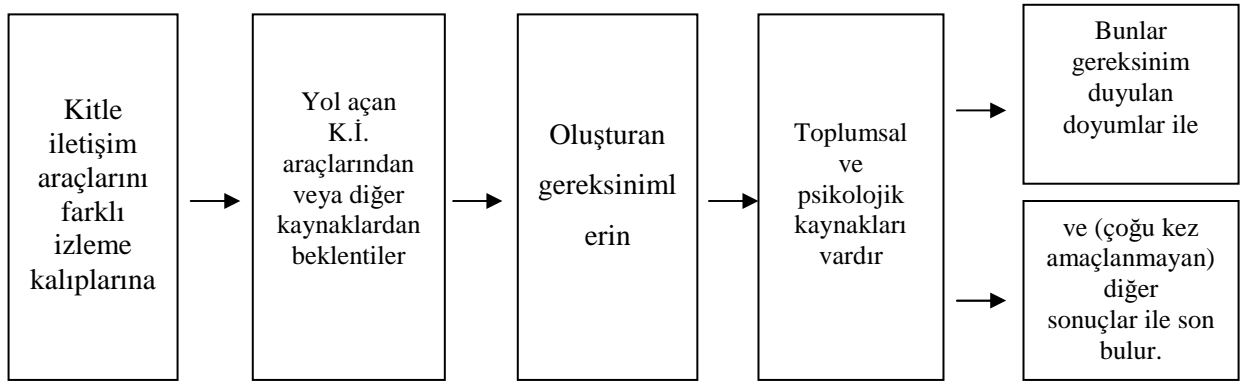 Kitle
iletişim
araçlarını
farklı
izleme
kalıplarına
Yol açan
K.İ.
araçlarından
veya diğer
kaynaklardan
beklentiler
Oluşturan
gereksiniml
erin
Toplumsal
ve
psikolojik
kaynakları
vardır
Bunlar
gereksinim
duyulan
doyumlar ile
ve (çoğu kez
amaçlanmayan)
diğer
sonuçlar ile son
bulur.